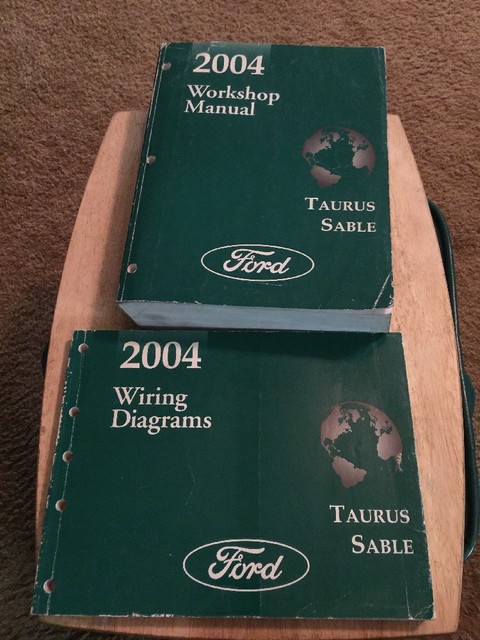 2004
Workshop
Manual
TAURUS
SABLE
Ford
2004
Wiring
Diagrams
TAURUS
SABLE
Ford